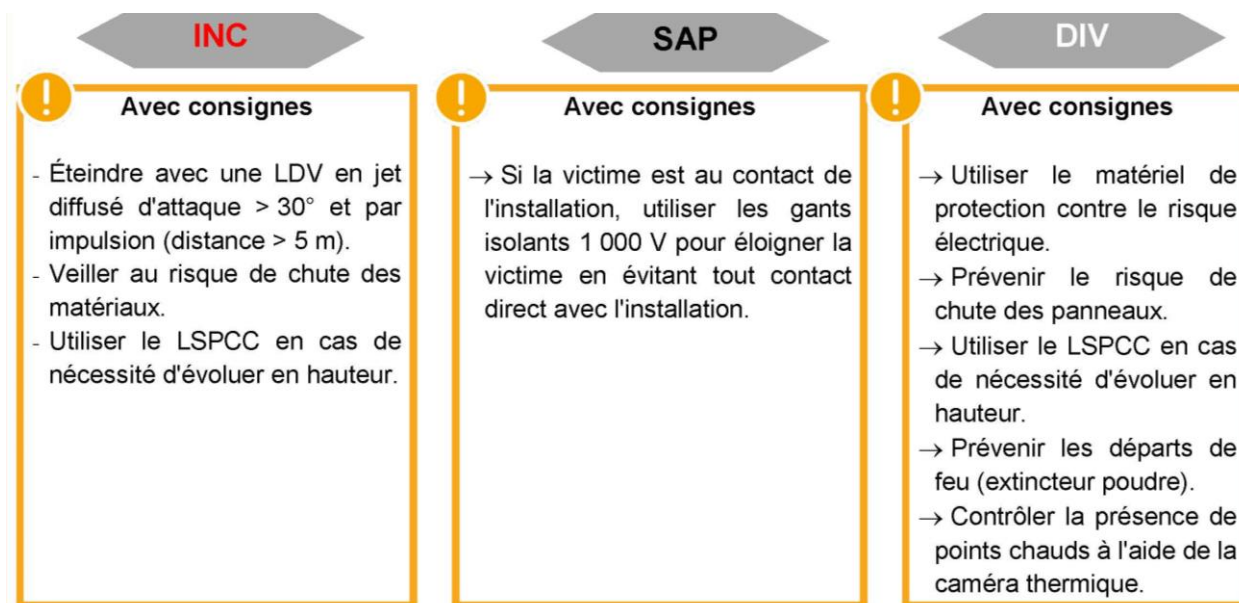 INC
!
Avec consignes
- Éteindre avec une LDV en jet
diffusé d'attaque > 30° et par
impulsion (distance > 5 m).
- Veiller au risque de chute des
matériaux.
- Utiliser le LSPCC en cas de
nécessité d'évoluer en hauteur.
SAP
!
Avec consignes
→ Si la victime est au contact de
l'installation, utiliser les gants
isolants 1 000 V pour éloigner la
victime en évitant tout contact
direct avec l'installation.
DIV
!
Avec consignes
→ Utiliser le matériel de
protection contre le risque
électrique.
→ Prévenir le risque de
chute des panneaux.
→ Utiliser le LSPCC en cas
de nécessité d'évoluer en
hauteur.
→ Prévenir les départs de
feu (extincteur poudre).
→ Contrôler la présence de
points chauds à l'aide de la
caméra thermique.